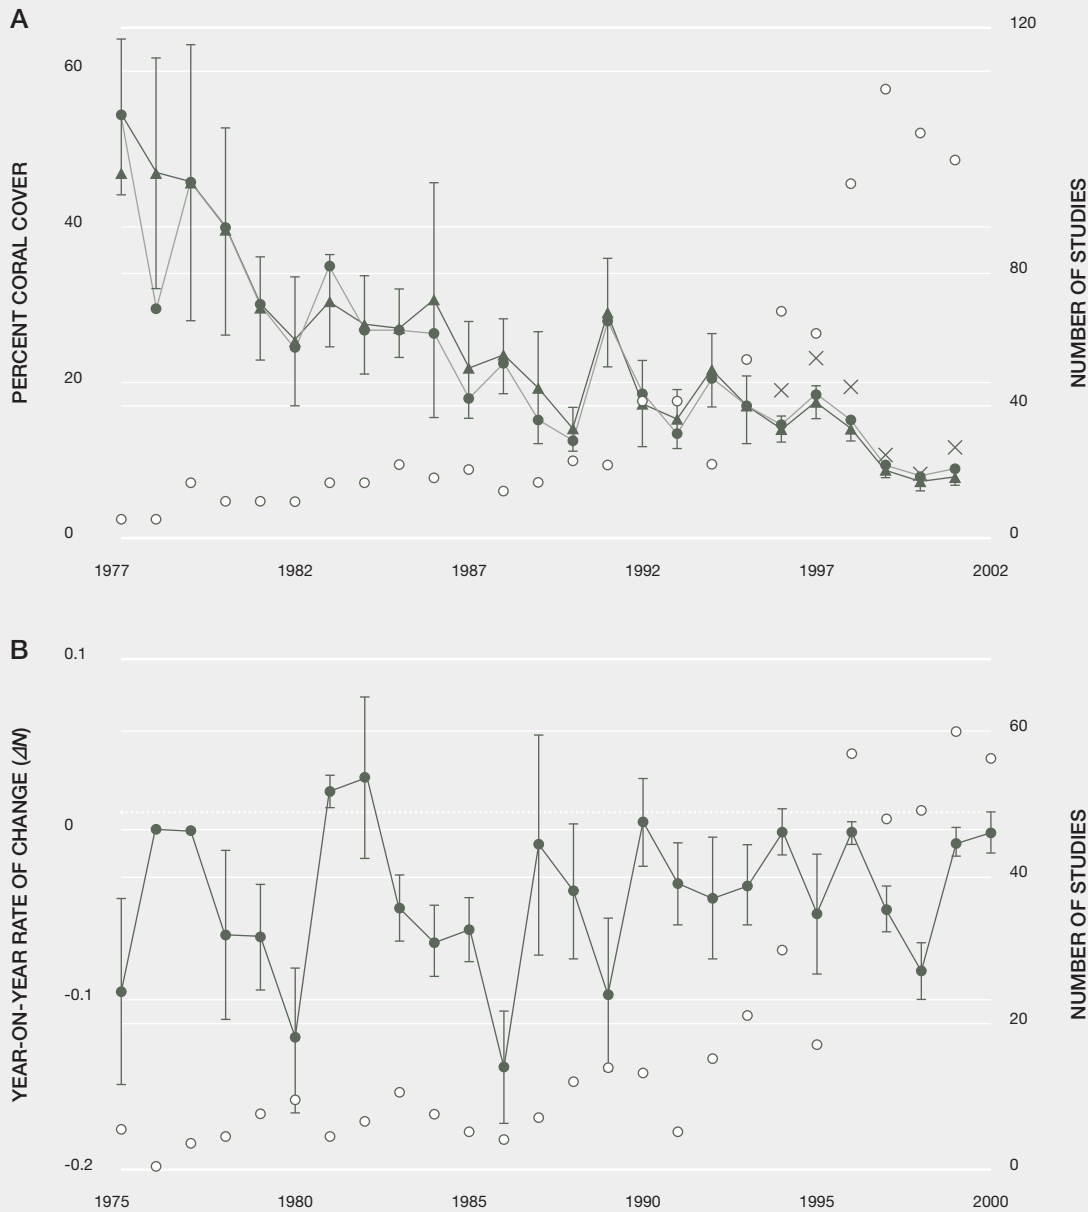 A
120
60
PERCENT CORAL COVER
NUMBER OF STUDIES
40
80
20
40
0
0
1977 1982 1987 1992 1997 2002
B
0.1
60
YEAR-ON-YEAR RATE OF CHANGE (ΔN)
NUMBER OF STUDIES
0
40
-0.1
20
-0.2
0
1975 1980 1985 1990 1995 2000